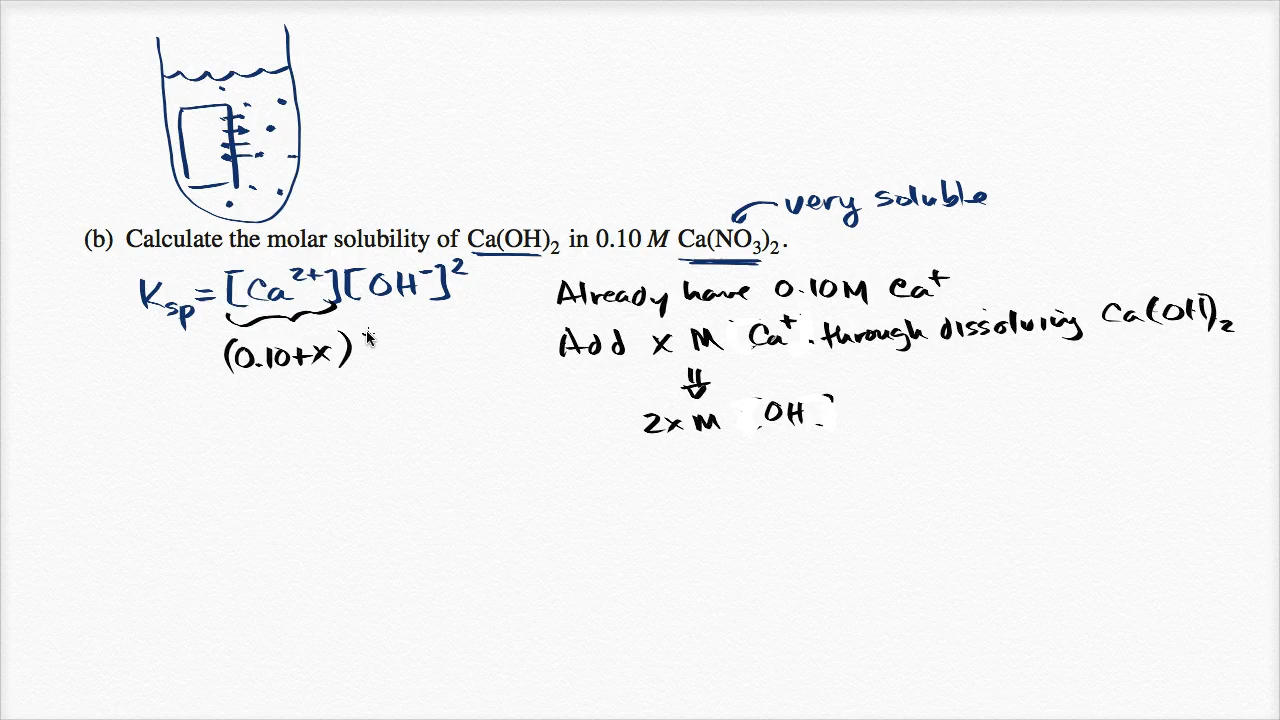 very soluble
(b) Calculate the molar solubility of Ca(OH)₂ in 0.10 M Ca(NO₃)₂.
Ksp = [Ca²⁺][OH⁻]²
(0.10+x)
Already have 0.10M Ca⁺
Add x M Ca⁺ . through dissolving Ca(OH)₂
⇓
2x M [OH]